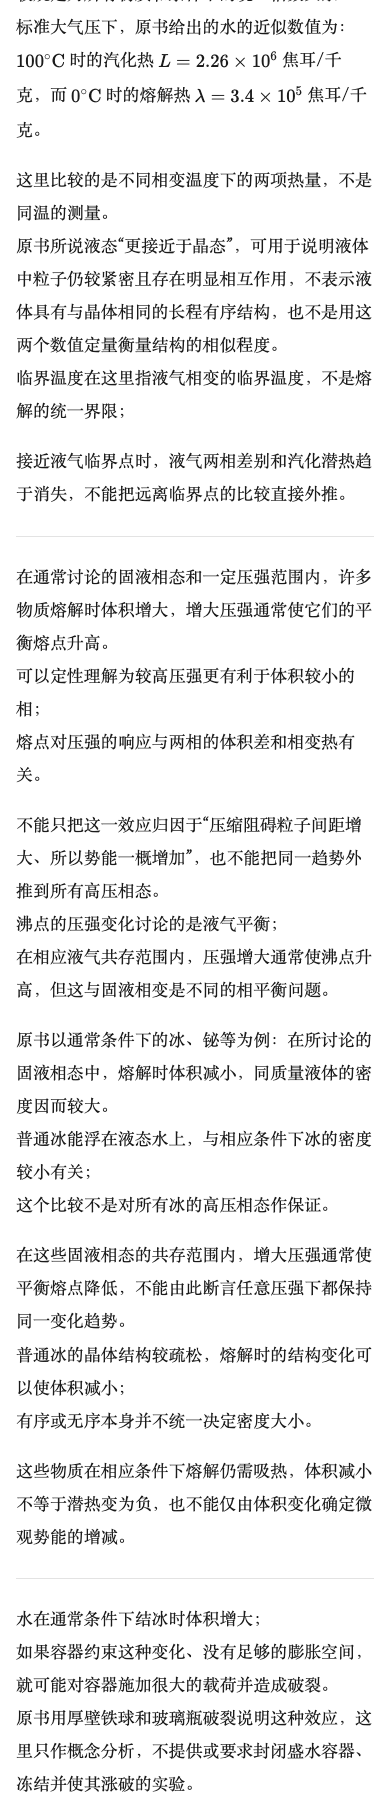 标准大气压下，原书给出的水的近似数值为：
100°C 时的汽化热 L = 2.26 × 10⁶ 焦耳/千
克，而 0°C 时的熔解热 λ = 3.4 × 10⁵ 焦耳/千
克。
这里比较的是不同相变温度下的两项热量，不是
同温的测量。
原书所说液态“更接近于晶态”，可用于说明液体
中粒子仍较紧密且存在明显相互作用，不表示液
体具有与晶体相同的长程有序结构，也不是用这
两个数值定量衡量结构的相似程度。
临界温度在这里指液气相变的临界温度，不是熔
解的统一界限；
接近液气临界点时，液气两相差别和汽化潜热趋
于消失，不能把远离临界点的比较直接外推。
在通常讨论的固液相态和一定压强范围内，许多
物质熔解时体积增大，增大压强通常使它们的平
衡熔点升高。
可以定性理解为较高压强更有利于体积较小的
相；
熔点对压强的响应与两相的体积差和相变热有
关。
不能只把这一效应归因于“压缩阻碍粒子间距增
大、所以势能一概增加”，也不能把同一趋势外
推到所有高压相态。
沸点的压强变化讨论的是液气平衡；
在相应液气共存范围内，压强增大通常使沸点升
高，但这与固液相变是不同的相平衡问题。
原书以通常条件下的冰、铋等为例：在所讨论的
固液相态中，熔解时体积减小，同质量液体的密
度因而较大。
普通冰能浮在液态水上，与相应条件下冰的密度
较小有关；
这个比较不是对所有冰的高压相态作保证。
在这些固液相态的共存范围内，增大压强通常使
平衡熔点降低，不能由此断言任意压强下都保持
同一变化趋势。
普通冰的晶体结构较疏松，熔解时的结构变化可
以使体积减小；
有序或无序本身并不统一决定密度大小。
这些物质在相应条件下熔解仍需吸热，体积减小
不等于潜热变为负，也不能仅由体积变化确定微
观势能的增减。
水在通常条件下结冰时体积增大；
如果容器约束这种变化、没有足够的膨胀空间，
就可能对容器施加很大的载荷并造成破裂。
原书用厚壁铁球和玻璃瓶破裂说明这种效应，这
里只作概念分析，不提供或要求封闭盛水容器、
冻结并使其涨破的实验。